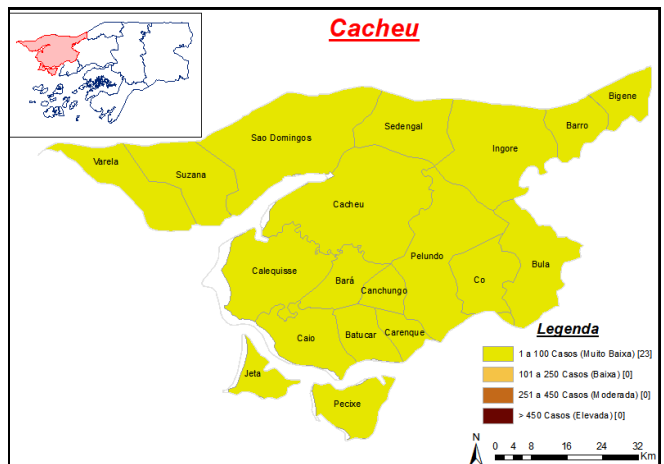 Cacheu
Bigene
Barro
Sedengal
Sao Domingos
Ingore
Varela
Suzana
Cacheu
Pelundo
Bula
Calequisse
Bará
Co
Canchungo
Caio
Batucar
Carenque
Jeta
Pecixe
Legenda
1 a 100 Casos (Muito Baixa) [23]
101 a 250 Casos (Baixa) [0]
251 a 450 Casos (Moderada) [0]
> 450 Casos (Elevada) [0]
N
0 4 8 16 24 32
Km